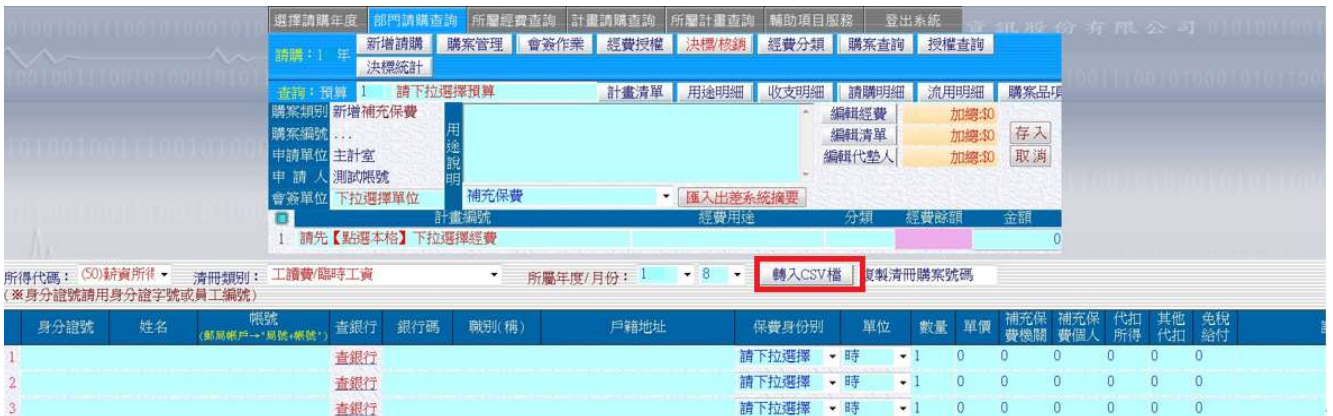 選擇請購年度 部門請購查詢 所屬經費查詢 計畫請購查詢 所屬計畫查詢 輔助項目服務 登出系統
音訊股份有限公司
請購：1 年 新增請購 購案管理 會簽作業 經費授權 決標/核銷 經費分類 購案查詢 授權查詢
決標統計
查詢：預算 1 請下拉選擇預算 計畫清單 用途明細 收支明細 請購明細 流用明細 購案品項
購案類別 新增補充保費 用途說明 編輯經費 加總:$0
購案編號 ... 編輯清單 加總:$0 存入
申請單位 主計室 編輯代墊人 加總:$0 取消
申 請 人 測試帳號
會簽單位 下拉選擇單位 補充保費 匯入出差系統摘要
計畫編號 經費用途 分類 經費餘額 金額
1 請先【點選本格】下拉選擇經費 0
所得代碼： (50)薪資所得 清冊類別： 工讀費/臨時工資 所屬年度/月份： 1 8 轉入CSV檔 複製清冊購案號碼
(※身分證號請用身分證字號或員工編號)
身分證號 姓名 帳號 (郵局帳戶→"局號+帳號") 查銀行 銀行碼 職別(稱) 戶籍地址 保費身份別 單位 數量 單價 補充保費機關 補充保費個人 代扣所得 其他代扣 免稅給付
1 查銀行 請下拉選擇 時 1 0 0 0 0 0 0
2 查銀行 請下拉選擇 時 1 0 0 0 0 0 0
3 查銀行 請下拉選擇 時 1 0 0 0 0 0 0